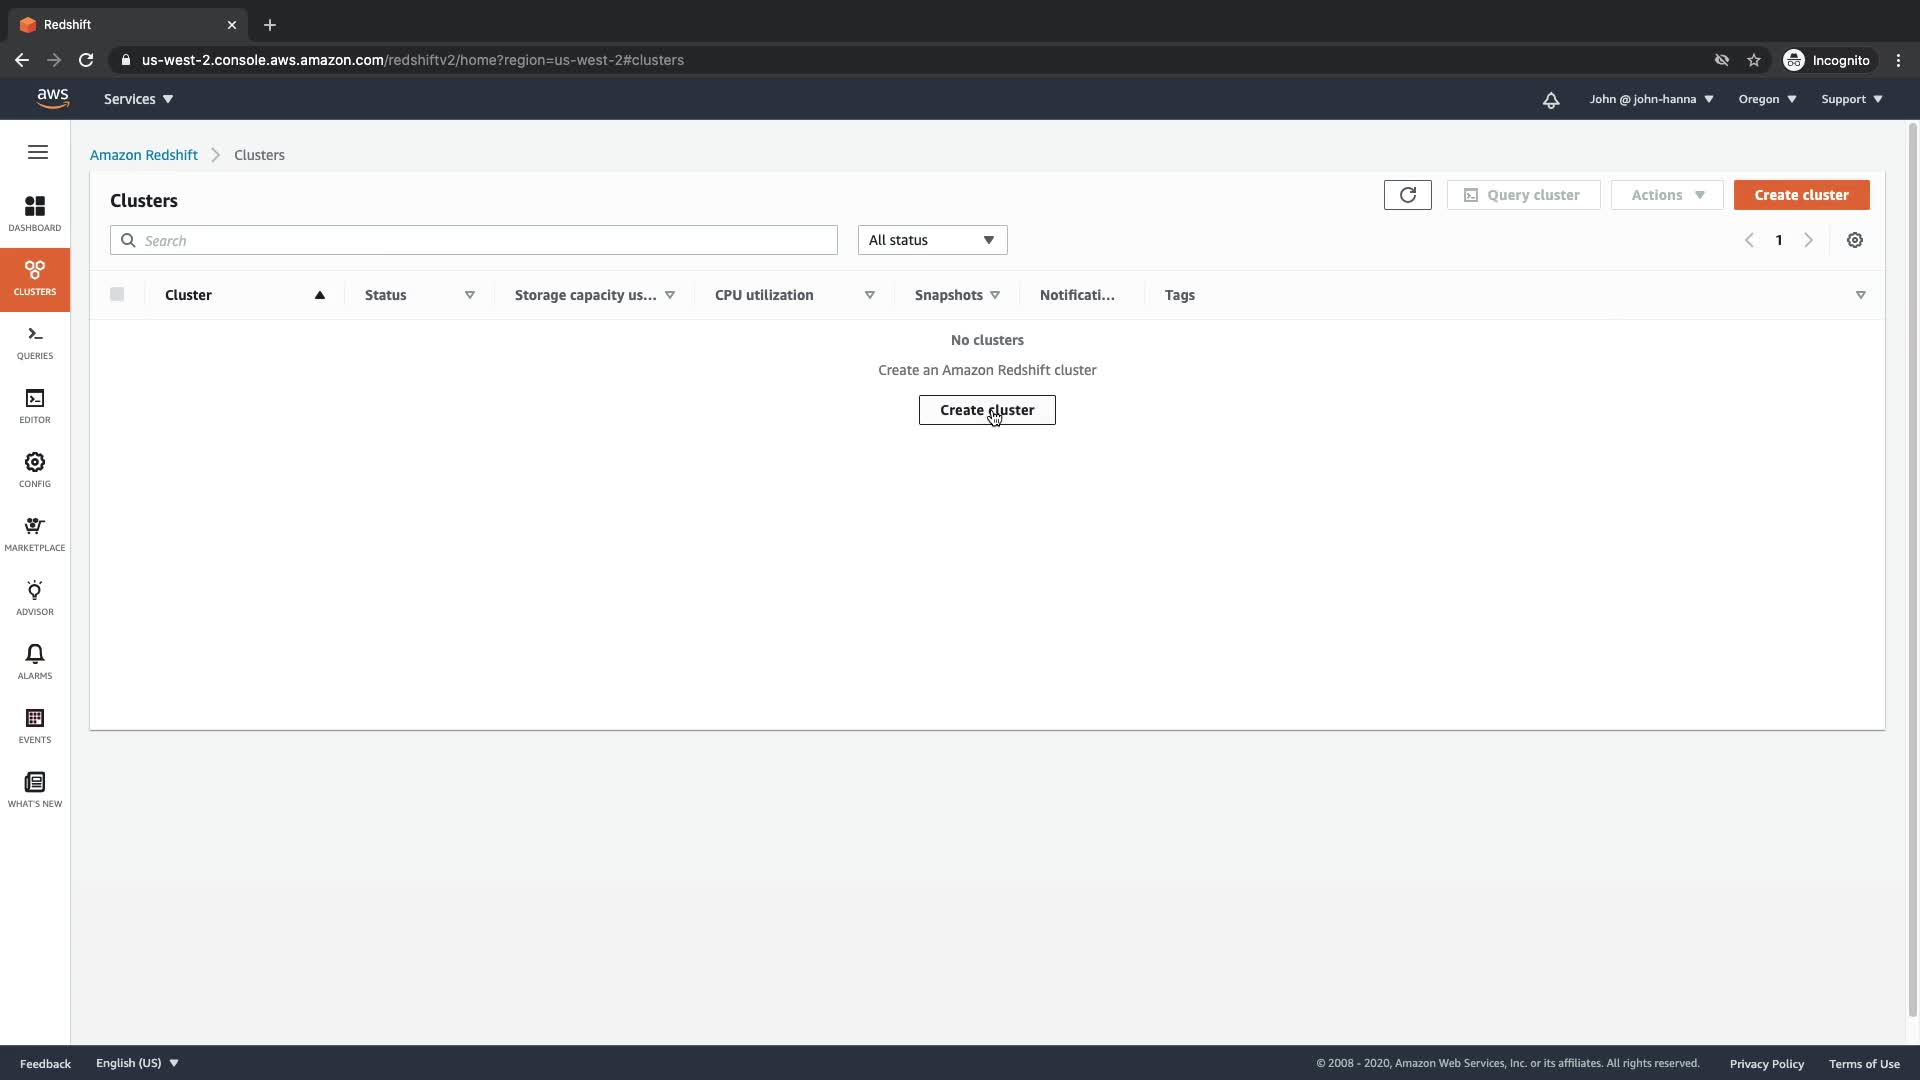 Redshift
us-west-2.console.aws.amazon.com/redshiftv2/home?region=us-west-2#clusters
Incognito
aws
Services
John @ john-hanna
Oregon
Support
Amazon Redshift
Clusters
Clusters
Query cluster
Actions
Create cluster
Search
All status
1
Cluster
Status
Storage capacity us...
CPU utilization
Snapshots
Notificati...
Tags
No clusters
Create an Amazon Redshift cluster
Create cluster
DASHBOARD
CLUSTERS
QUERIES
EDITOR
CONFIG
MARKETPLACE
ADVISOR
ALARMS
EVENTS
WHAT'S NEW
Feedback
English (US)
© 2008 - 2020, Amazon Web Services, Inc. or its affiliates. All rights reserved.
Privacy Policy
Terms of Use